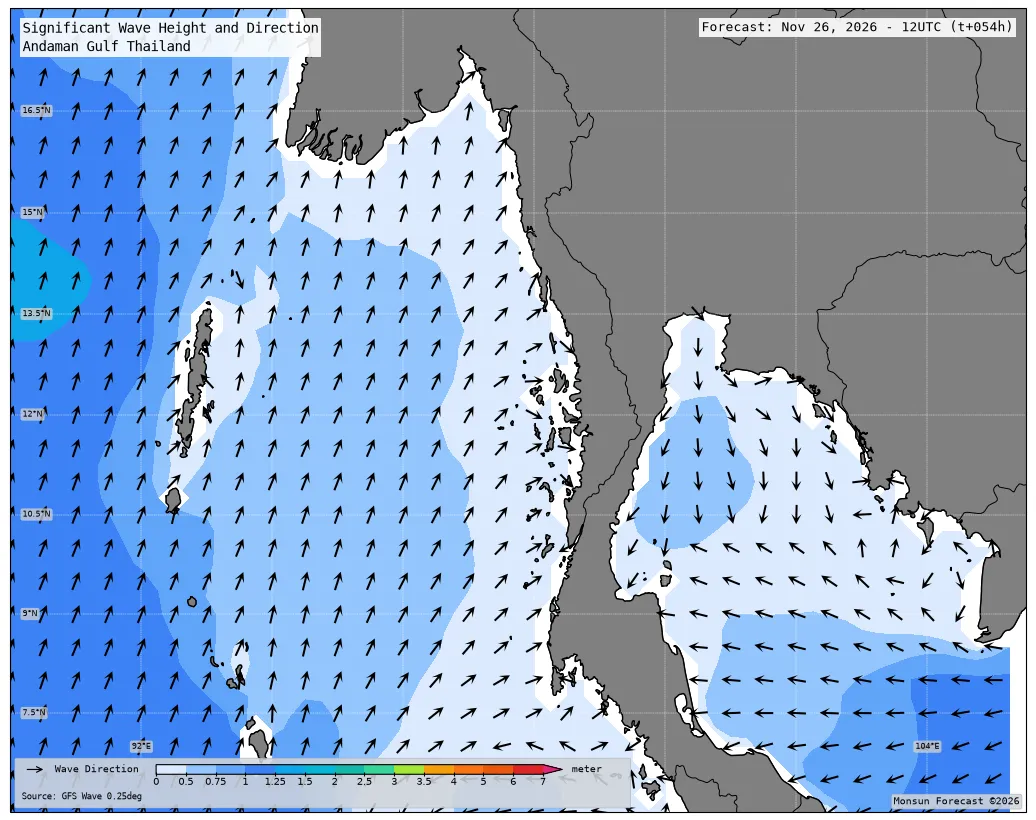 Significant Wave Height and Direction
Andaman Gulf Thailand
Forecast: Nov 26, 2026 - 12UTC (t+054h)
16.5°N
15°N
13.5°N
12°N
10.5°N
9°N
7.5°N
92°E
104°E
Wave Direction
0.5 0.75 1 1.25 1.5 2 2.5 3 3.5 4 5 6 7
meter
Source: GFS Wave 0.25deg
Monsun Forecast ©2026